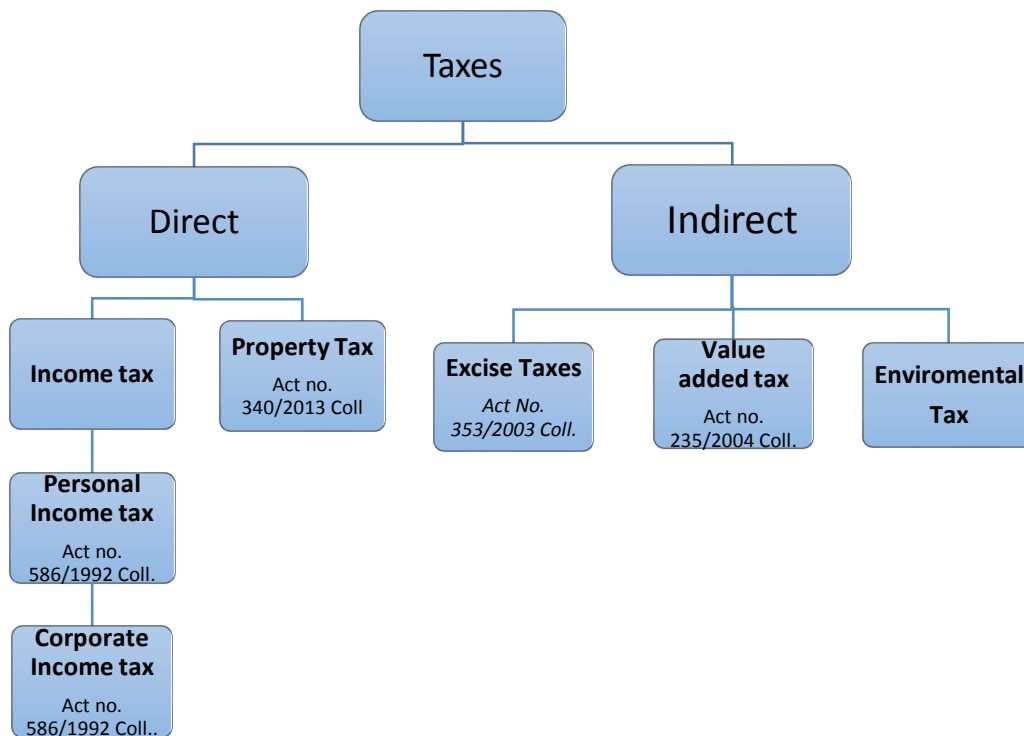 Taxes
Direct
Indirect
Income tax
Property Tax
Act no.
340/2013 Coll
Excise Taxes
Act No.
353/2003 Coll.
Value
added tax
Act no.
235/2004 Coll.
Enviromental
Tax
Personal
Income tax
Act no.
586/1992 Coll.
Corporate
Income tax
Act no.
586/1992 Coll..